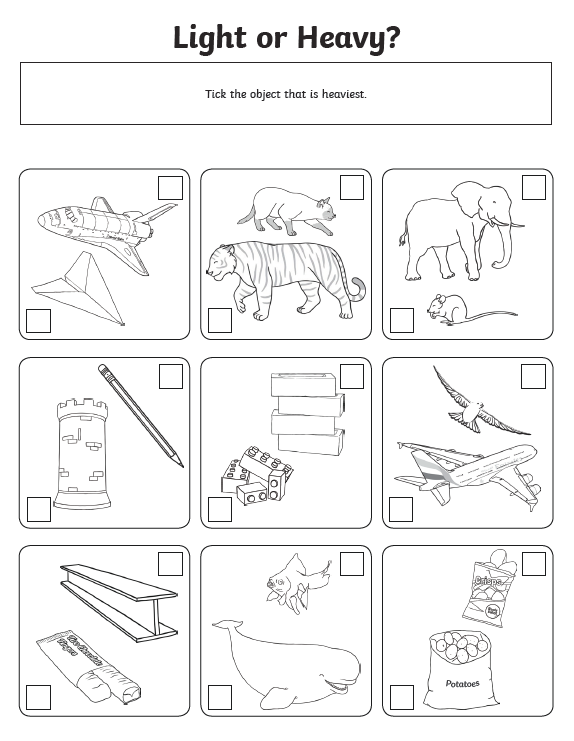 Light or Heavy?
Tick the object that is heaviest.
Crisps
Potatoes